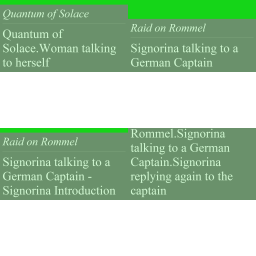 Quantum of Solace
Quantum of
Solace.Woman talking
to herself
Raid on Rommel
Signorina talking to a
German Captain
Raid on Rommel
Signorina talking to a
German Captain -
Signorina Introduction
Rommel.Signorina
talking to a German
Captain.Signorina
replying again to the
captain